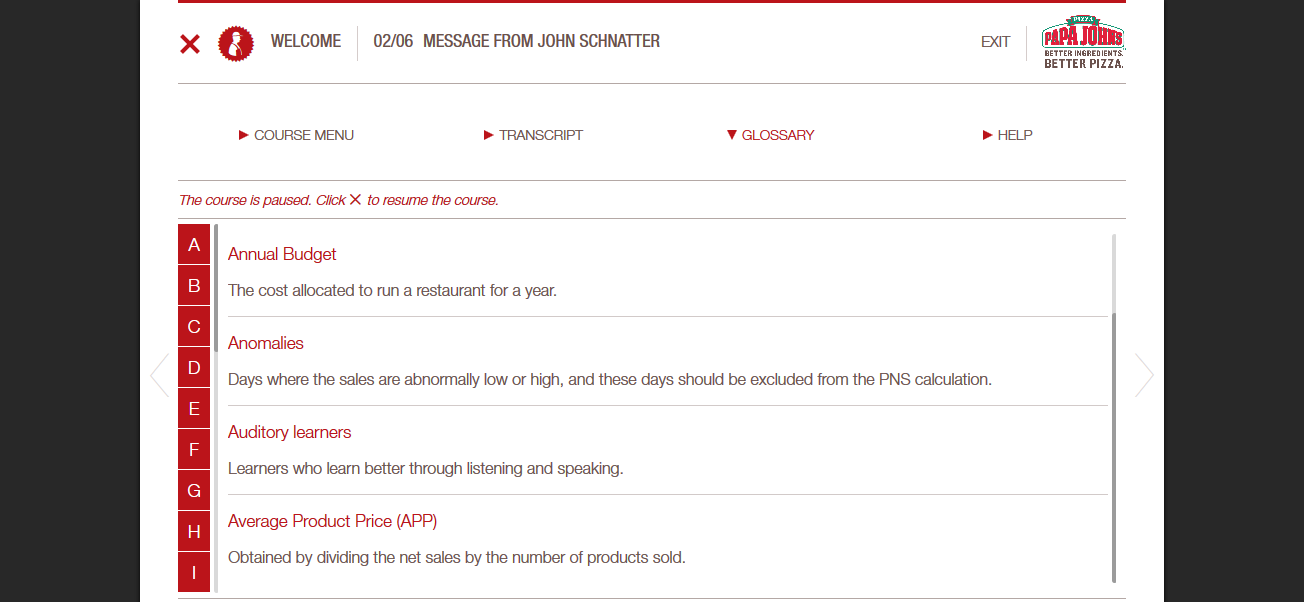 WELCOME
02/06 MESSAGE FROM JOHN SCHNATTER
EXIT
PIZZA
PAPA JOHNS
BETTER INGREDIENTS.
BETTER PIZZA.
COURSE MENU
TRANSCRIPT
GLOSSARY
HELP
The course is paused. Click X to resume the course.
A
B
C
D
E
F
G
H
I
Annual Budget
The cost allocated to run a restaurant for a year.
Anomalies
Days where the sales are abnormally low or high, and these days should be excluded from the PNS calculation.
Auditory learners
Learners who learn better through listening and speaking.
Average Product Price (APP)
Obtained by dividing the net sales by the number of products sold.